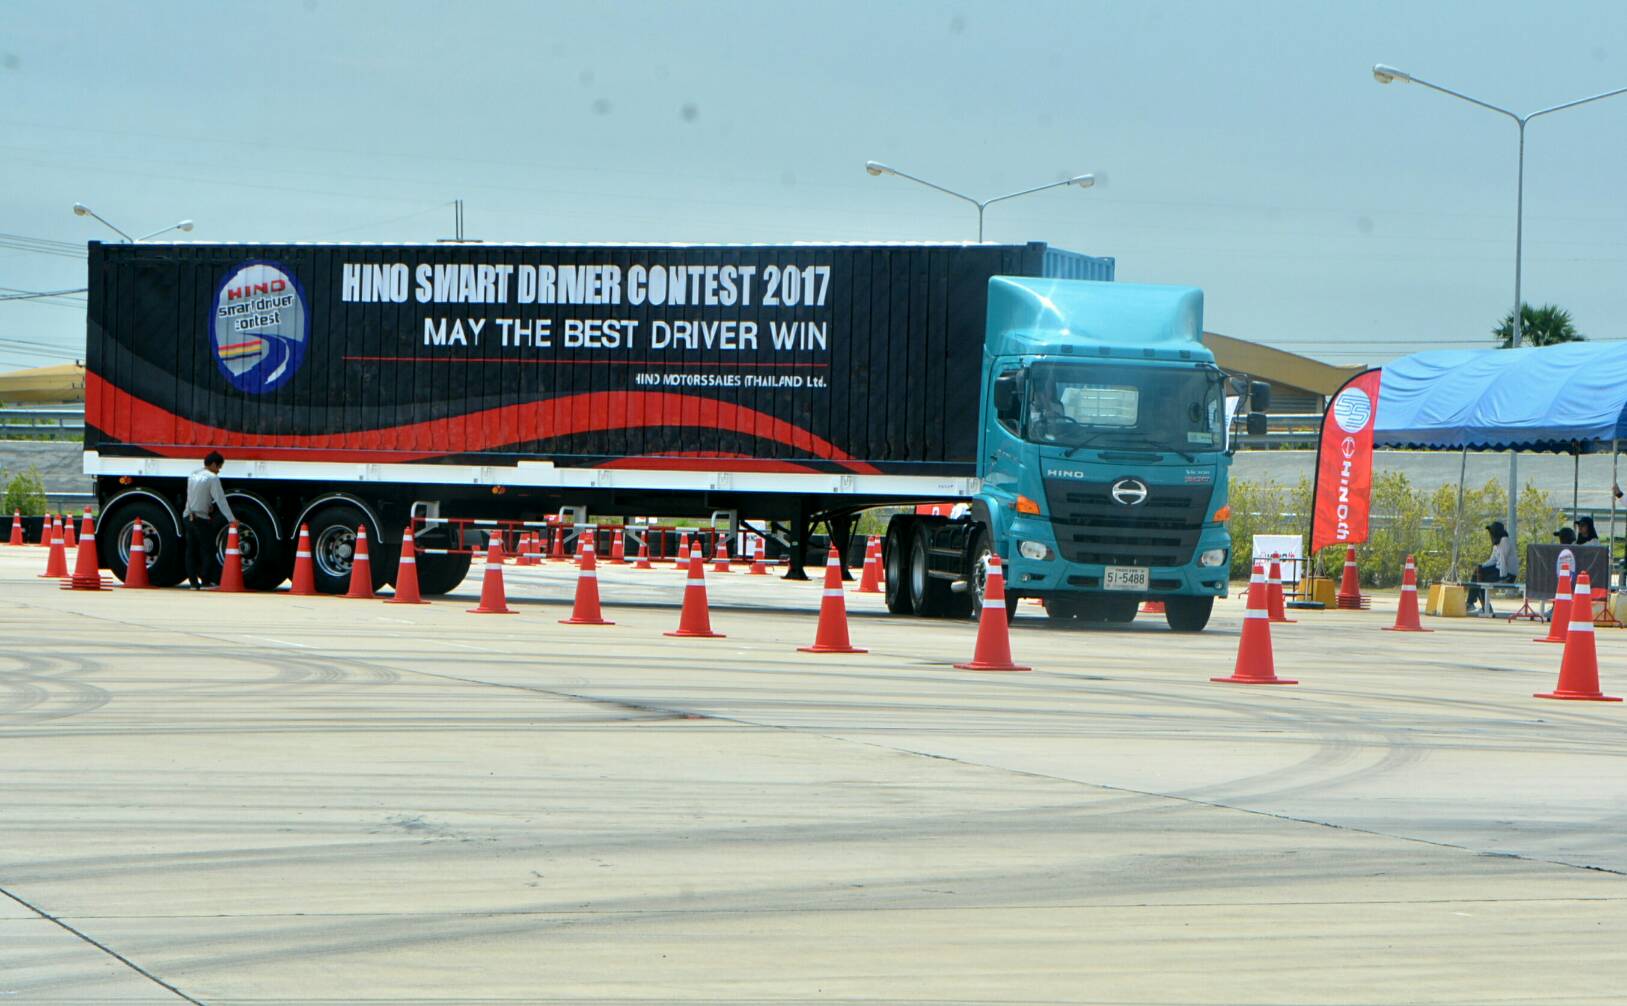 HINO SMART DRIVER CONTEST 2017
MAY THE BEST DRIVER WIN
HINO MOTORS SALES (THAILAND) Ltd.
HINO
smart driver
contest
HINO
51-5488
HINO.th